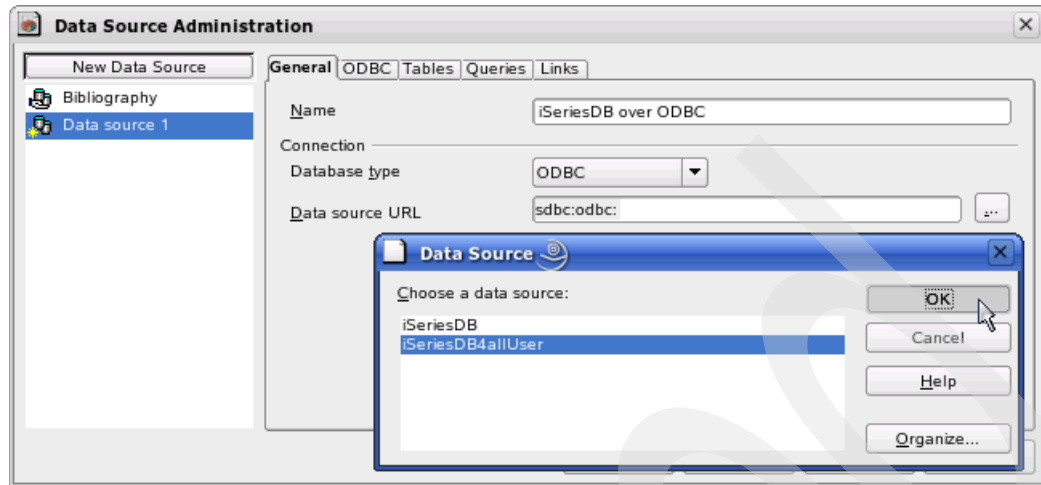 Data Source Administration
New Data Source
Bibliography
Data source 1
General ODBC Tables Queries Links
Name
iSeriesDB over ODBC
Connection
Database type
ODBC
Data source URL
sdbc:odbc:
...
Data Source
Choose a data source:
iSeriesDB
iSeriesDB4allUser
OK
Cancel
Help
Organize...